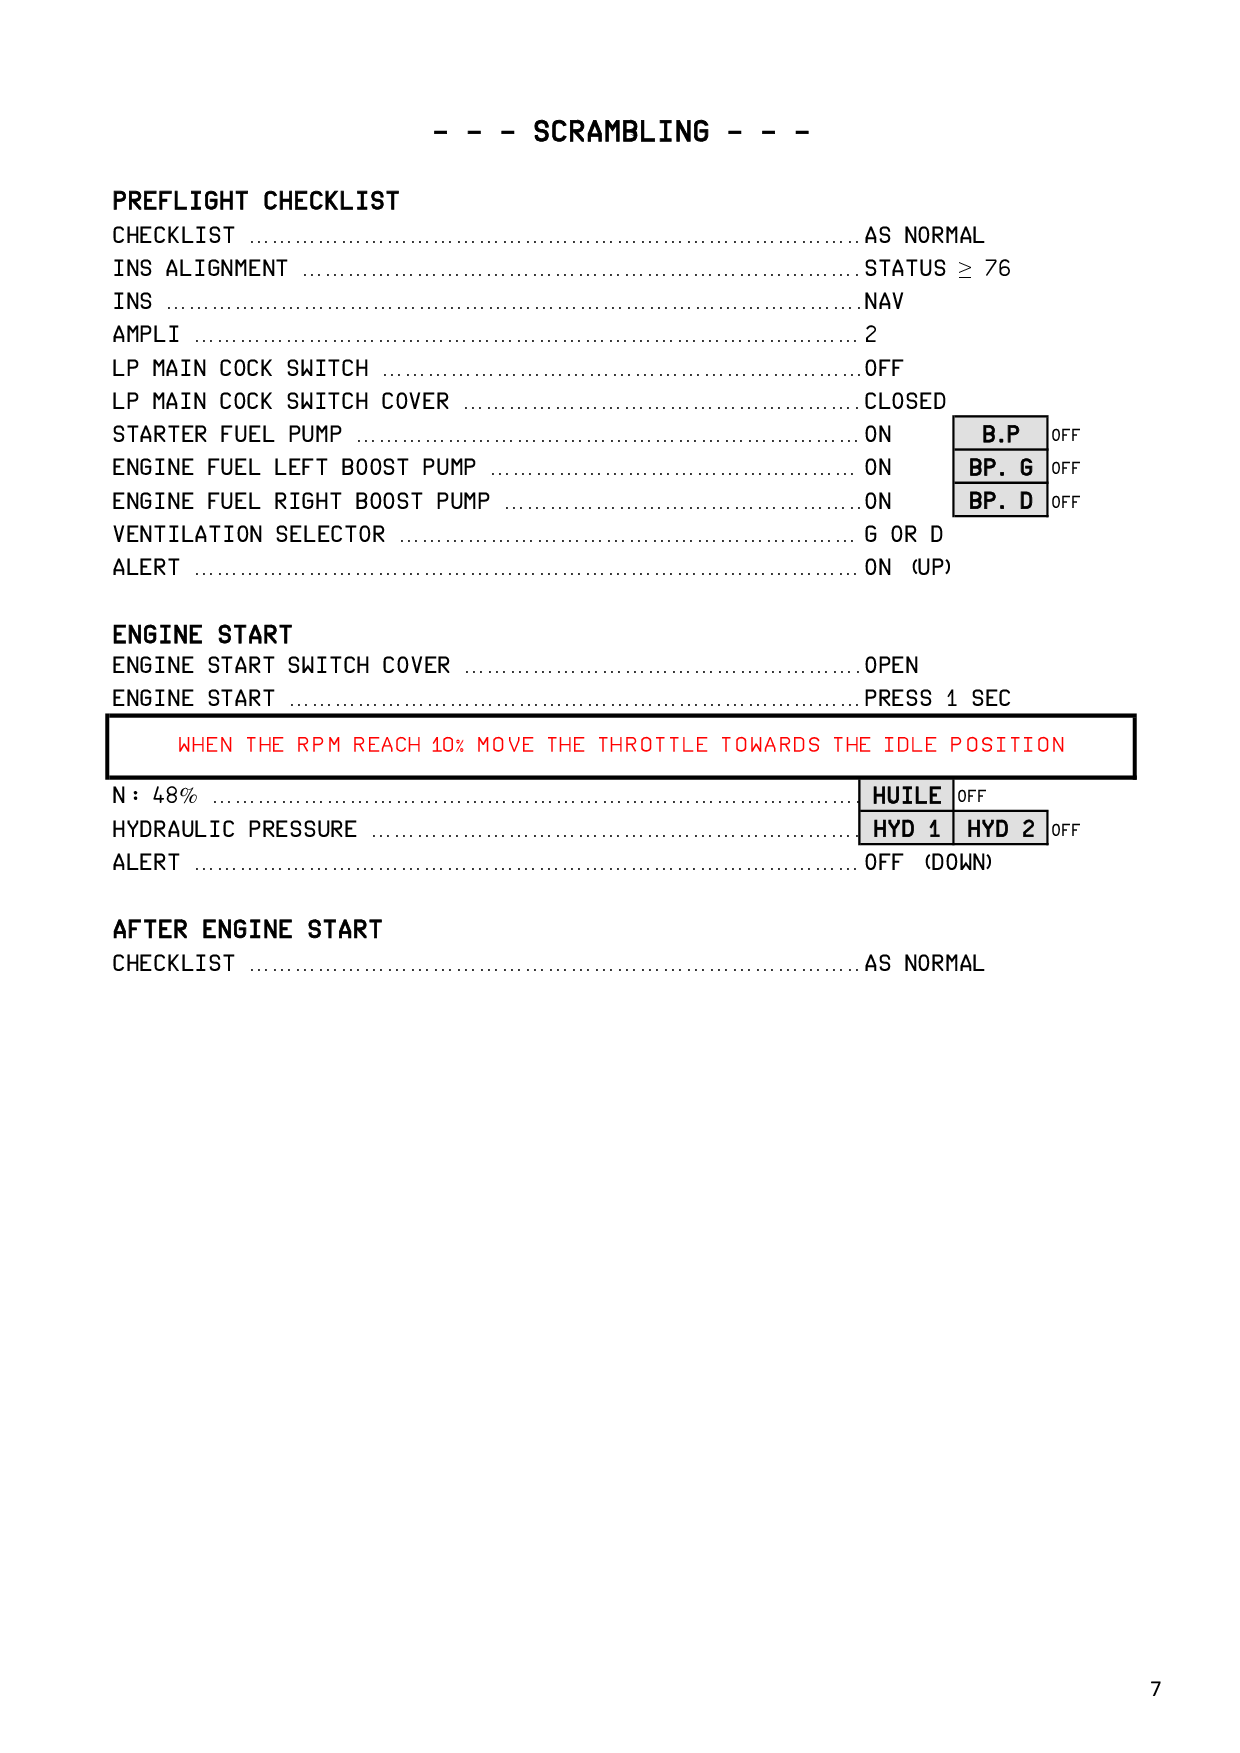 - - - SCRAMBLING - - -
PREFLIGHT CHECKLIST
CHECKLIST ........................ AS NORMAL
INS ALIGNMENT ........................ STATUS ≥ 76
INS ........................ NAV
AMPLI ........................ 2
LP MAIN COCK SWITCH ........................ OFF
LP MAIN COCK SWITCH COVER ........................ CLOSED
STARTER FUEL PUMP ........................ ON B.P OFF
ENGINE FUEL LEFT BOOST PUMP ........................ ON BP. G OFF
ENGINE FUEL RIGHT BOOST PUMP ........................ ON BP. D OFF
VENTILATION SELECTOR ........................ G OR D
ALERT ........................ ON (UP)
ENGINE START
ENGINE START SWITCH COVER ........................ OPEN
ENGINE START ........................ PRESS 1 SEC
WHEN THE RPM REACH 10% MOVE THE THROTTLE TOWARDS THE IDLE POSITION
N: 48% ........................ HUILE OFF
HYDRAULIC PRESSURE ........................ HYD 1 HYD 2 OFF
ALERT ........................ OFF (DOWN)
AFTER ENGINE START
CHECKLIST ........................ AS NORMAL
7